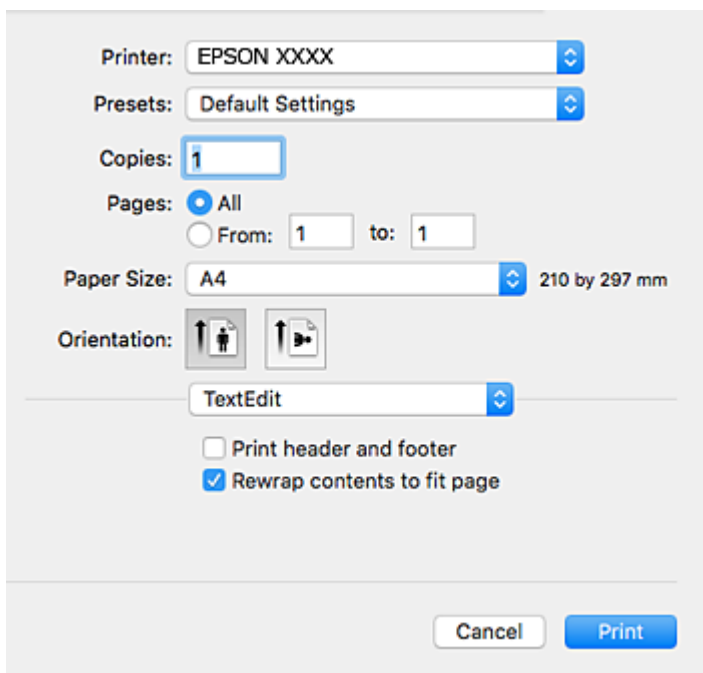 Printer: EPSON XXXX
Presets: Default Settings
Copies: 1
Pages: All
From: 1 to: 1
Paper Size: A4 210 by 297 mm
Orientation:
TextEdit
Print header and footer
Rewrap contents to fit page
Cancel Print